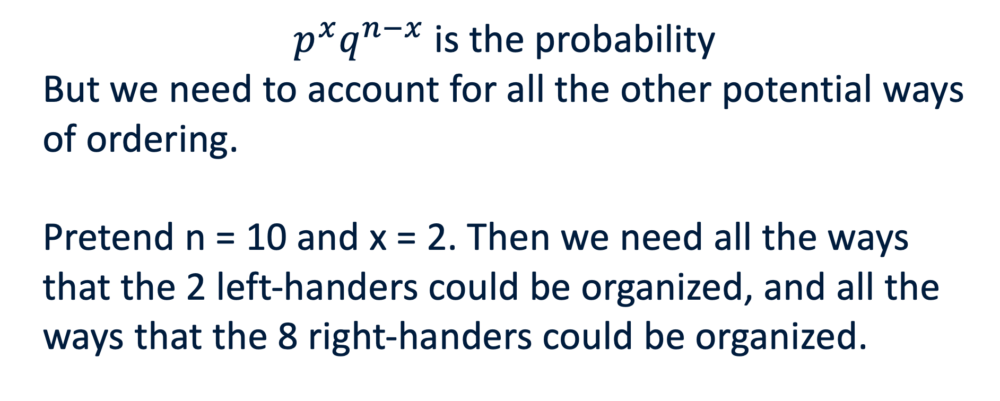 𝑝ˣ𝑞ⁿ⁻ˣ is the probability
But we need to account for all the other potential ways
of ordering.
Pretend n = 10 and x = 2. Then we need all the ways
that the 2 left-handers could be organized, and all the
ways that the 8 right-handers could be organized.